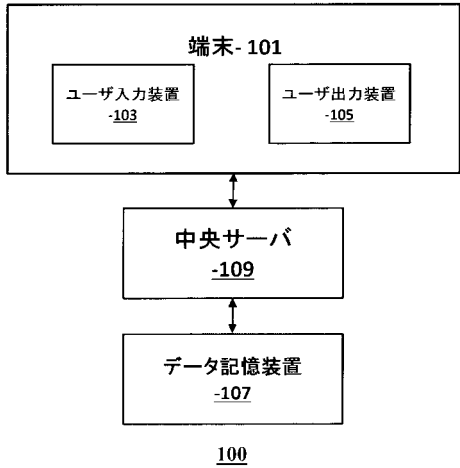 端末- 101
ユーザ入力装置
-103
ユーザ出力装置
-105
中央サーバ
-109
データ記憶装置
-107
100